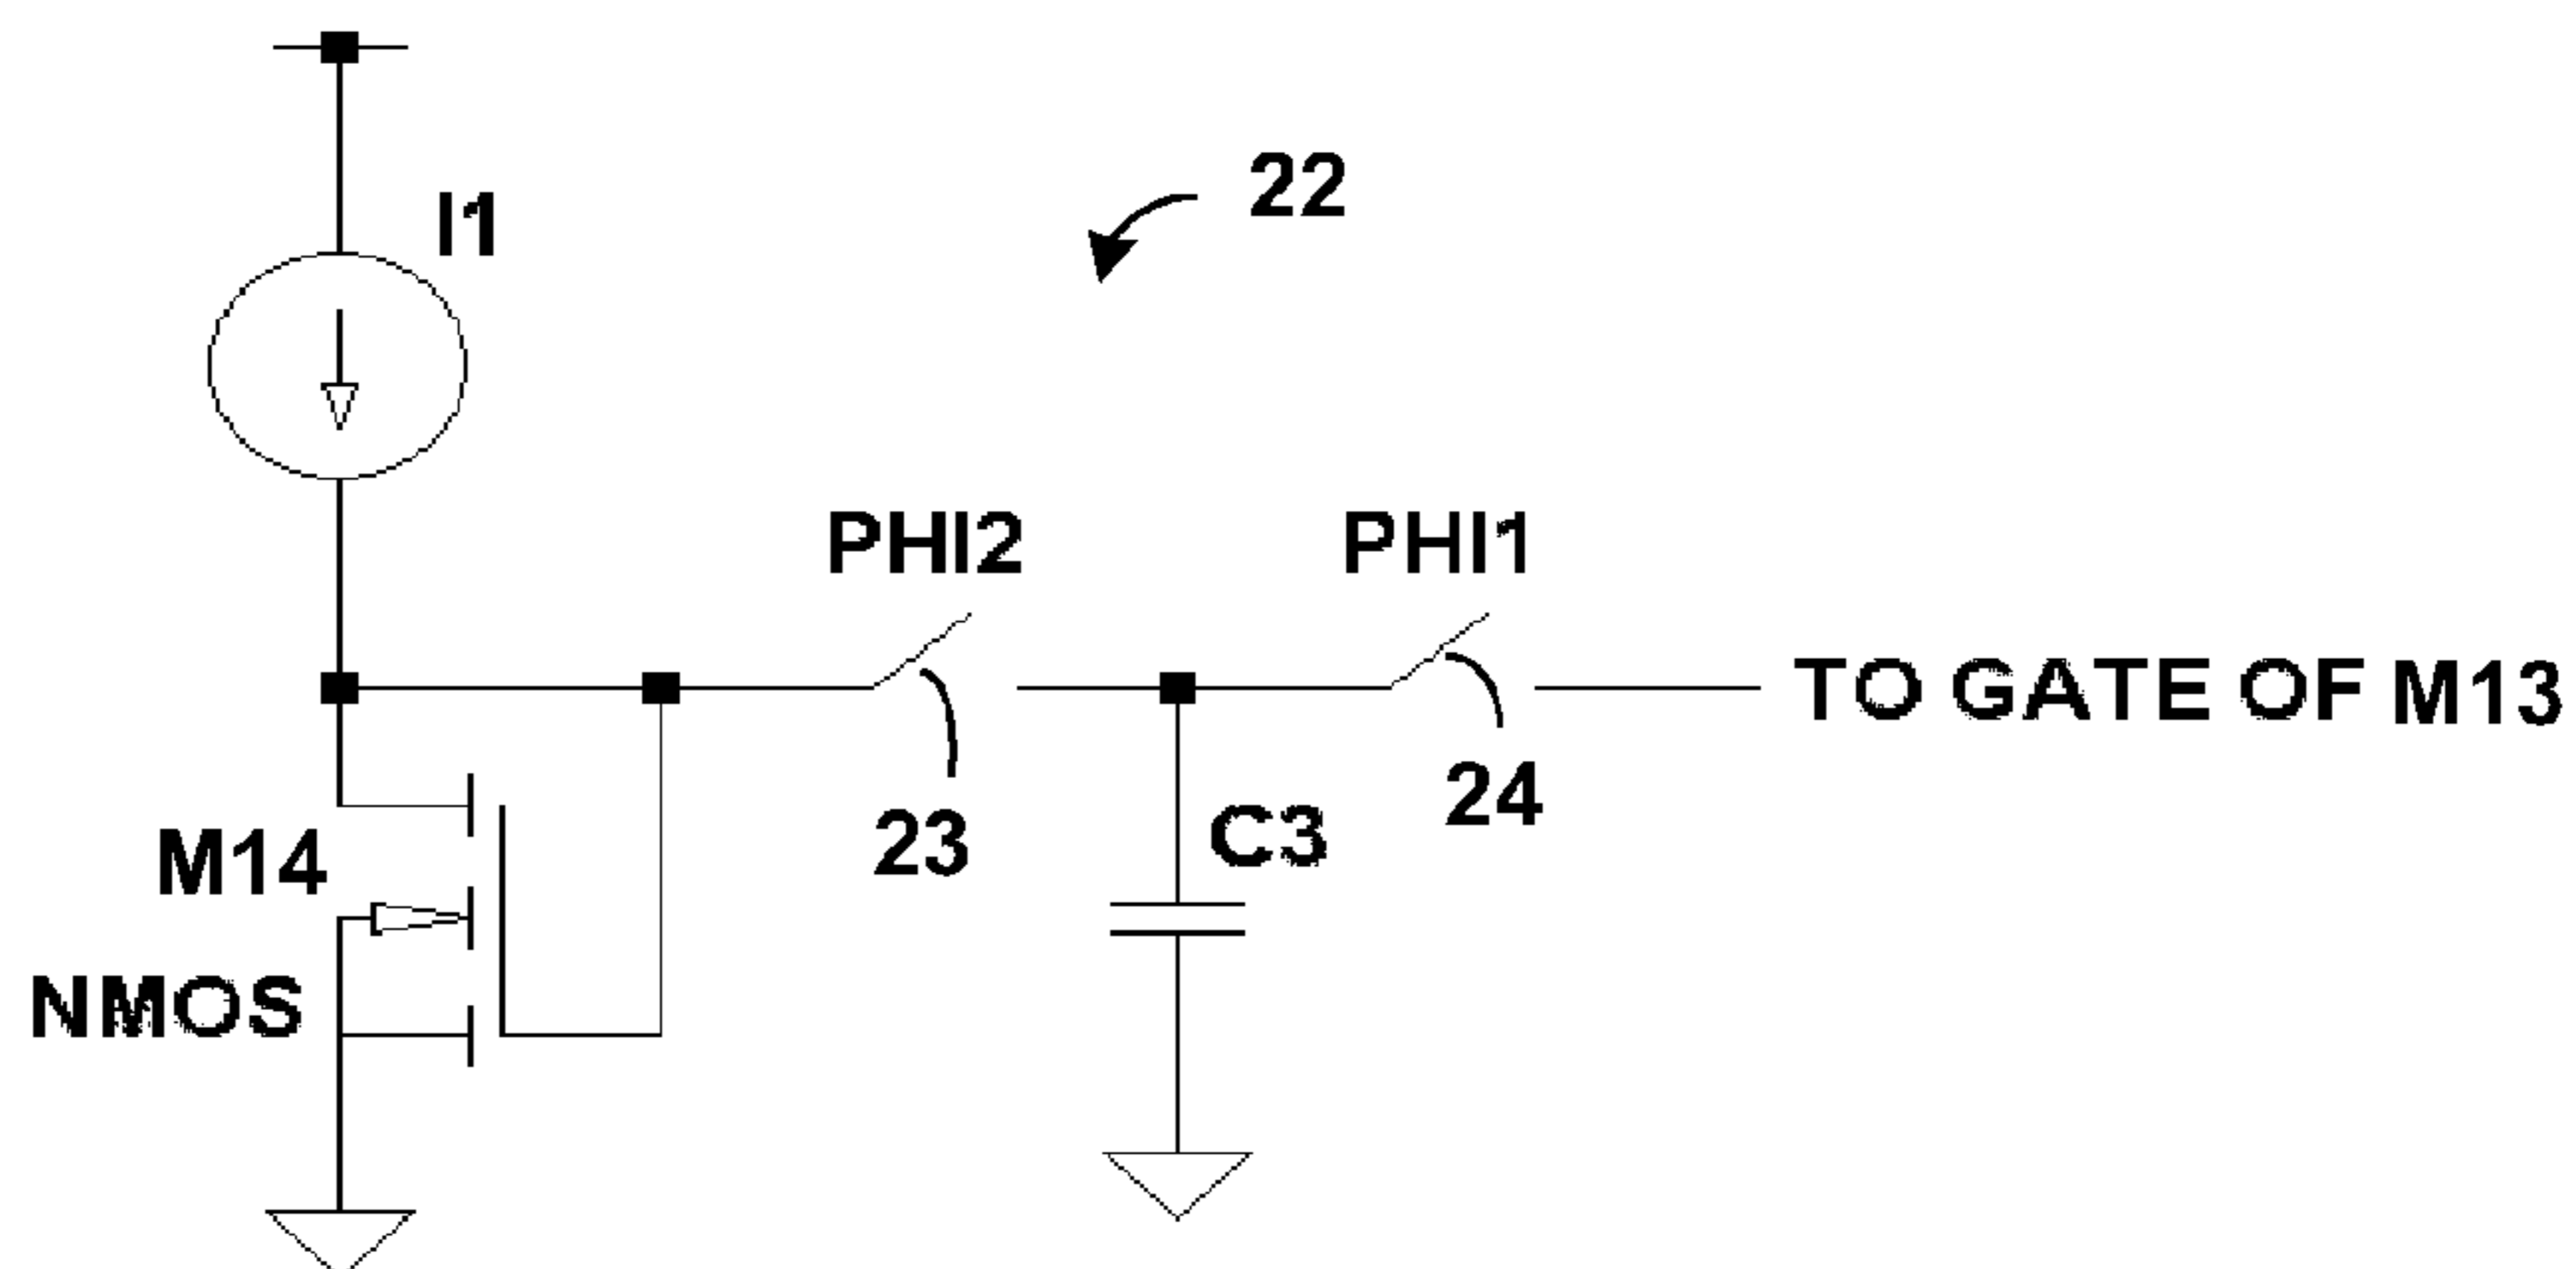 I1
22
PHI2
PHI1
TO GATE OF M13
23
24
C3
M14
NMOS